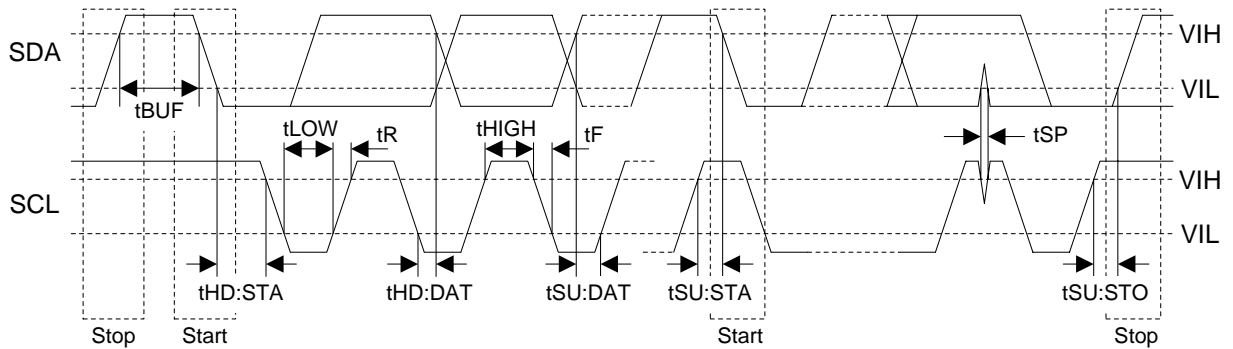 SDA
VIH
VIL
tBUF
tLOW
tR
tHIGH
tF
tSP
SCL
VIH
VIL
tHD:STA
tHD:DAT
tSU:DAT
tSU:STA
tSU:STO
Stop
Start
Start
Stop